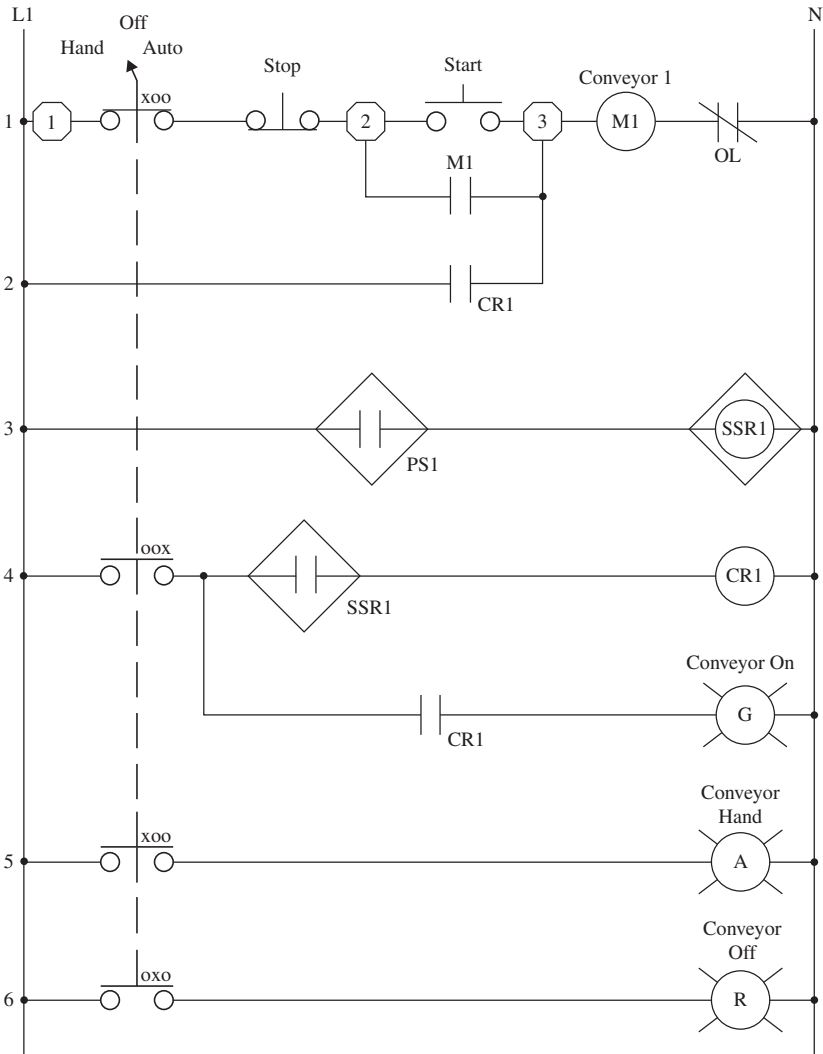 L1
N
Off
Hand
Auto
Stop
Start
Conveyor 1
1
1
xoo
2
3
M1
OL
M1
2
CR1
3
SSR1
PS1
oox
4
CR1
SSR1
Conveyor On
G
CR1
Conveyor
Hand
xoo
5
A
Conveyor
Off
oxo
6
R